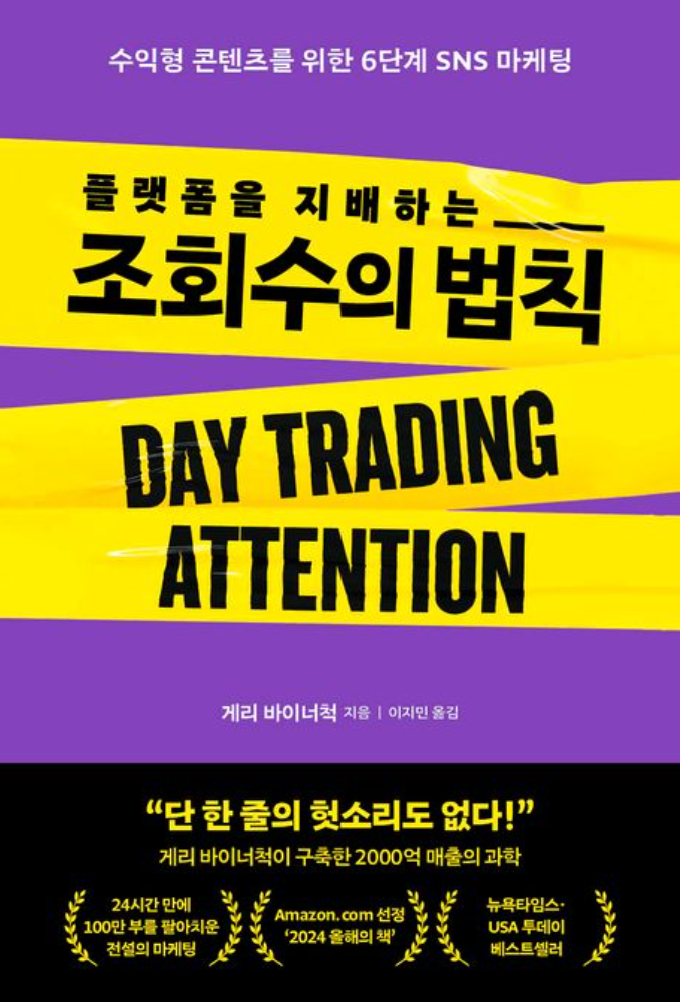 수익형 콘텐츠를 위한 6단계 SNS 마케팅
플랫폼을 지배하는
조회수의 법칙
DAY TRADING
ATTENTION
게리 바이너척 지음 | 이지민 옮김
“단 한 줄의 헛소리도 없다!”
게리 바이너척이 구축한 2000억 매출의 과학
24시간 만에
100만 부를 팔아치운
전설의 마케팅
Amazon.com 선정
‘2024 올해의 책’
뉴욕타임스·
USA 투데이
베스트셀러